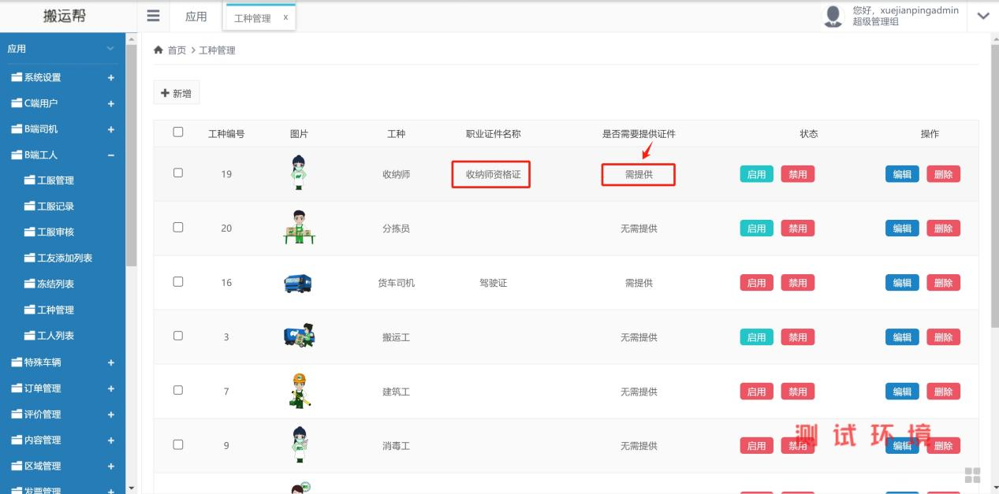 搬运帮
应用
工种管理 x
您好，xuejianpingadmin
超级管理组
应用
系统设置
C端用户
B端司机
B端工人
工服管理
工服记录
工服审核
工友添加列表
冻结列表
工种管理
工人列表
特殊车辆
订单管理
评价管理
内容管理
区域管理
发票管理
首页 > 工种管理
+ 新增
工种编号 图片 工种 职业证件名称 是否需要提供证件 状态 操作
19 收纳师 收纳师资格证 需提供 启用 禁用 编辑 删除
20 分拣员 无需提供 启用 禁用 编辑 删除
16 货车司机 驾驶证 需提供 启用 禁用 编辑 删除
3 搬运工 无需提供 启用 禁用 编辑 删除
7 建筑工 无需提供 启用 禁用 编辑 删除
9 消毒工 无需提供 启用 禁用 编辑 删除
测试环境